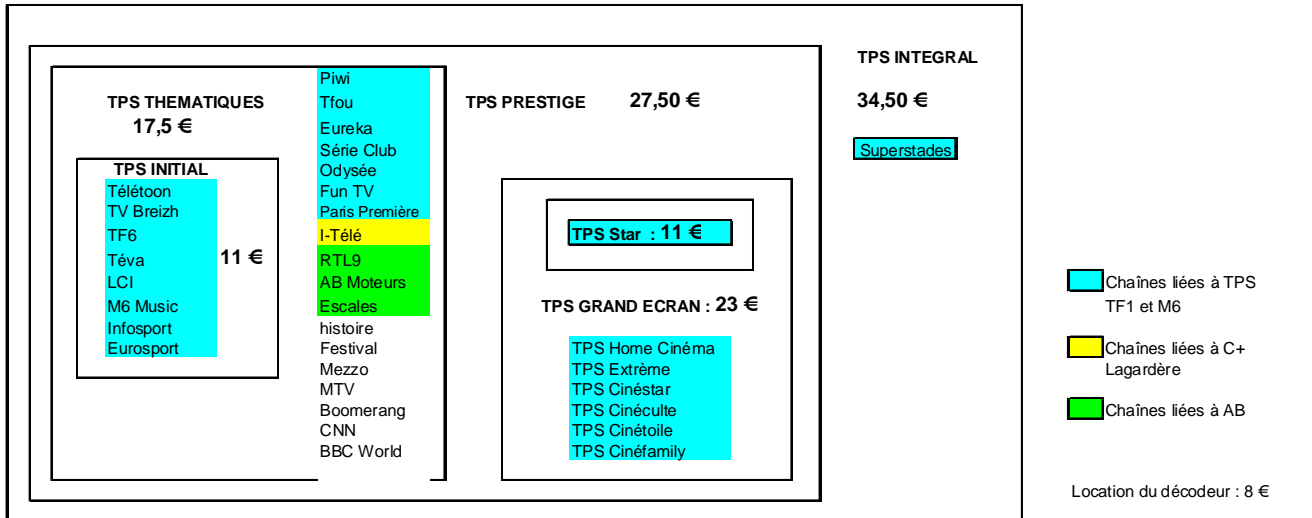 TPS THEMATIQUES
17,5 €
TPS INITIAL
Télétoon
TV Breizh
TF6
Téva
LCI
M6 Music
Infosport
Eurosport
11 €
Piwi
Tfou
Eureka
Série Club
Odysée
Fun TV
Paris Première
I-Télé
RTL9
AB Moteurs
Escales
histoire
Festival
Mezzo
MTV
Boomerang
CNN
BBC World
TPS PRESTIGE 27,50 €
TPS Star : 11 €
TPS GRAND ECRAN : 23 €
TPS Home Cinéma
TPS Extrème
TPS Cinéstar
TPS Cinéculte
TPS Cinétoile
TPS Cinéfamily
TPS INTEGRAL
34,50 €
Superstades
Chaînes liées à TPS
TF1 et M6
Chaînes liées à C+
Lagardère
Chaînes liées à AB
Location du décodeur : 8 €